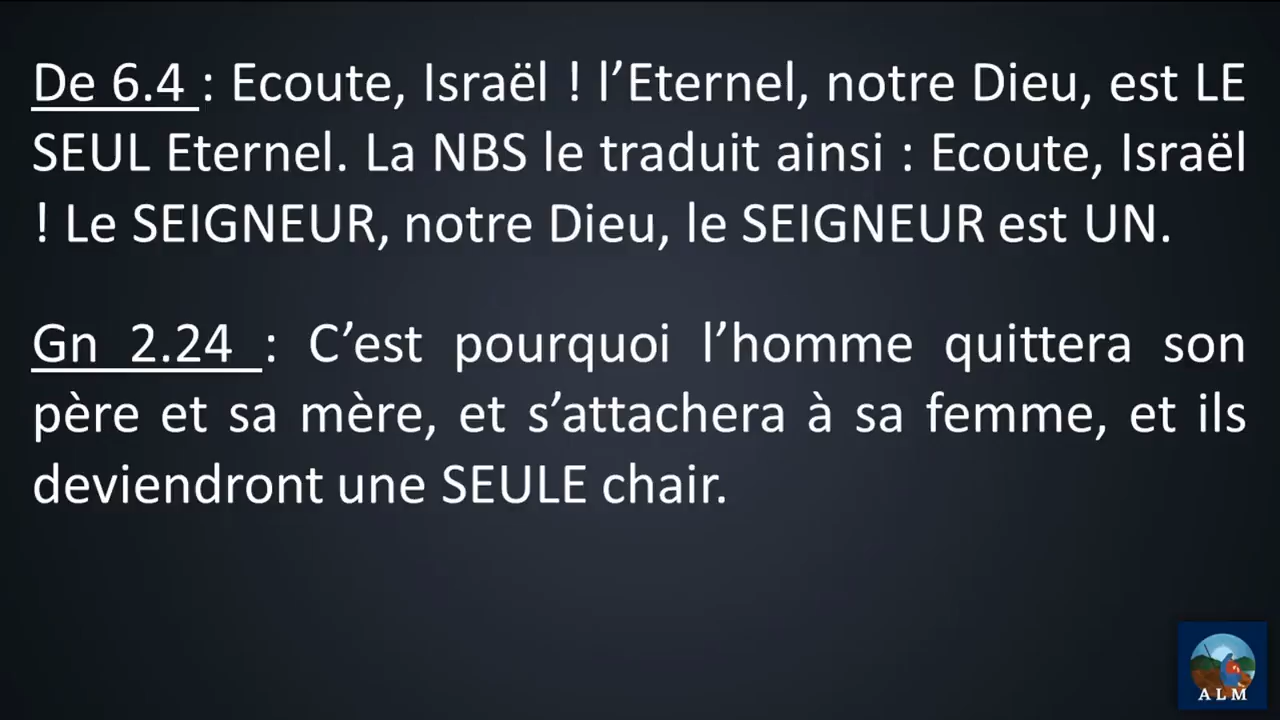 De 6.4 : Ecoute, Israël ! l’Eternel, notre Dieu, est LE
SEUL Eternel. La NBS le traduit ainsi : Ecoute, Israël
! Le SEIGNEUR, notre Dieu, le SEIGNEUR est UN.
Gn 2.24 : C’est pourquoi l’homme quittera son
père et sa mère, et s’attachera à sa femme, et ils
deviendront une SEULE chair.
ALM